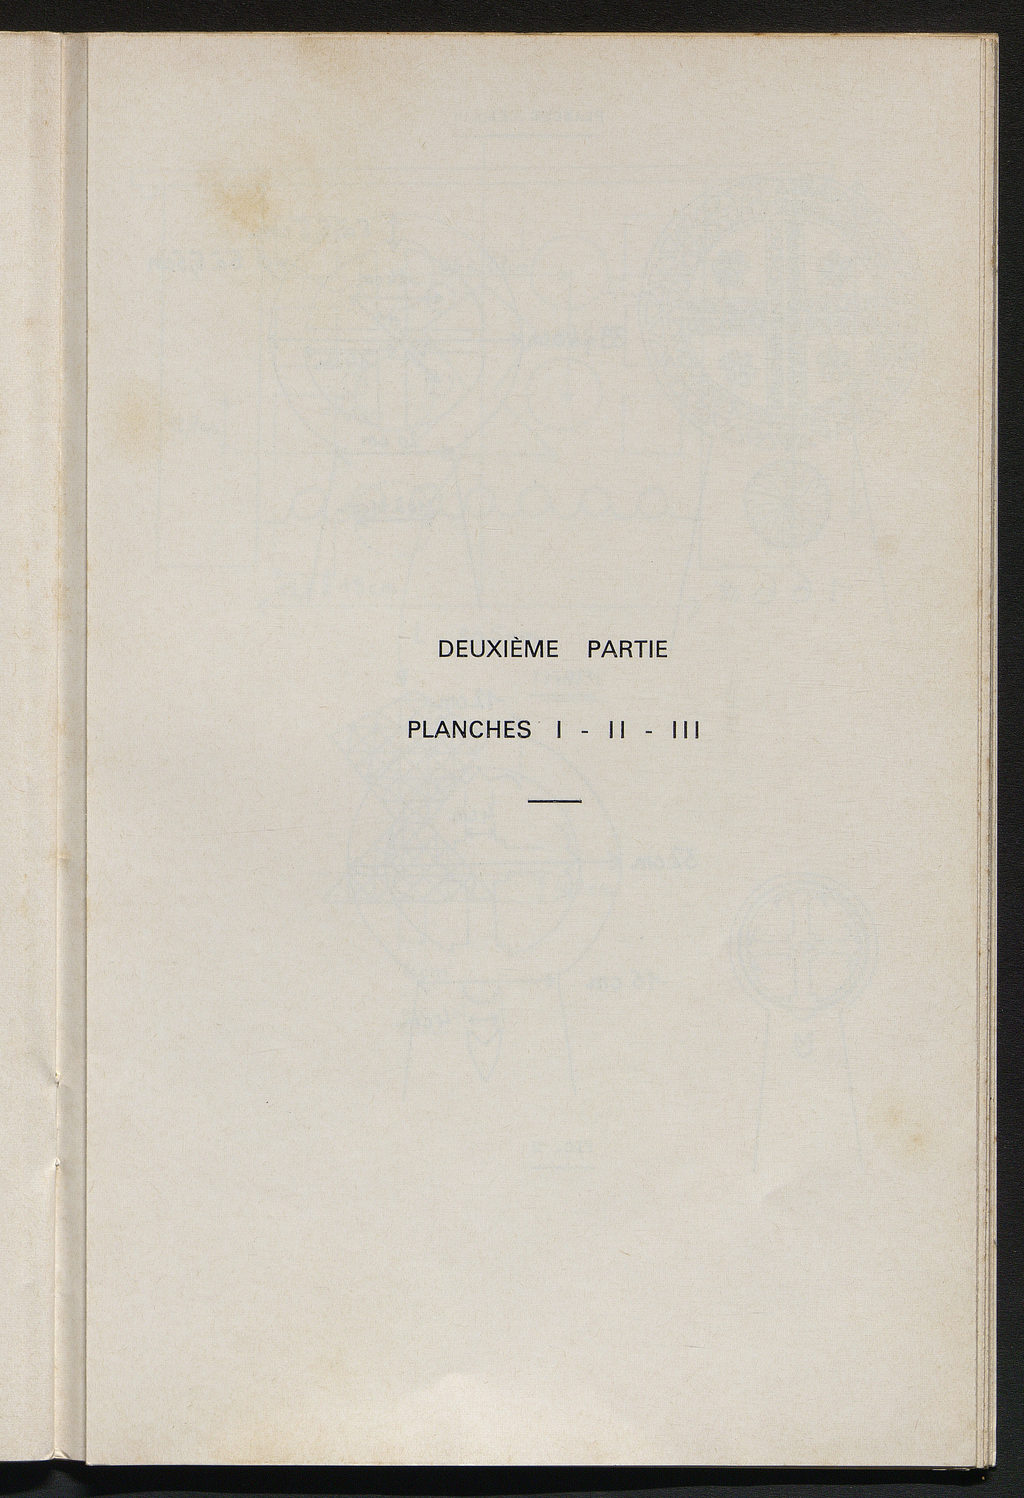 DEUXIÈME PARTIE
PLANCHES I - II - III